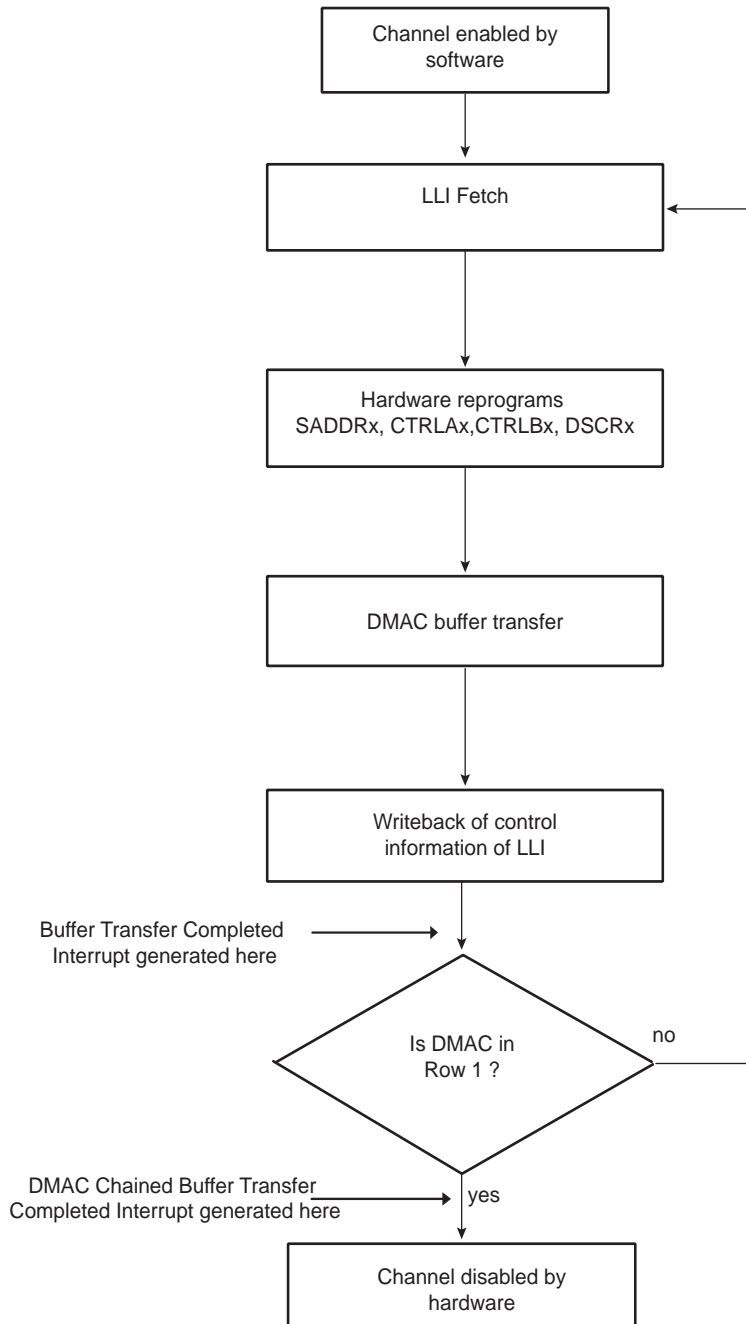 Channel enabled by
software
LLI Fetch
Hardware reprograms
SADDRx, CTRLAx,CTRLBx, DSCRx
DMAC buffer transfer
Writeback of control
information of LLI
Buffer Transfer Completed
Interrupt generated here
Is DMAC in
Row 1 ?
no
DMAC Chained Buffer Transfer
Completed Interrupt generated here
yes
Channel disabled by
hardware